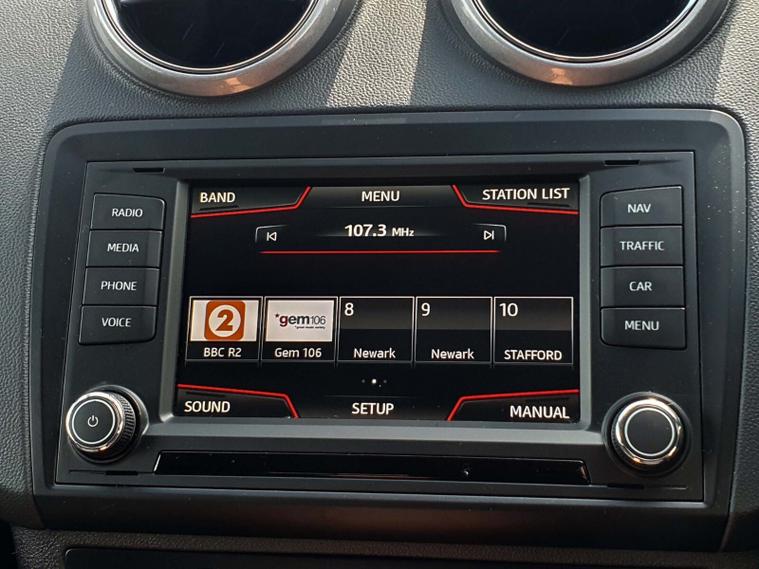 BAND
MENU
STATION LIST
107.3 MHz
2
*gem106
BBC R2
Gem 106
8
Newark
9
Newark
10
STAFFORD
SOUND
SETUP
MANUAL
RADIO
MEDIA
PHONE
VOICE
NAV
TRAFFIC
CAR
MENU